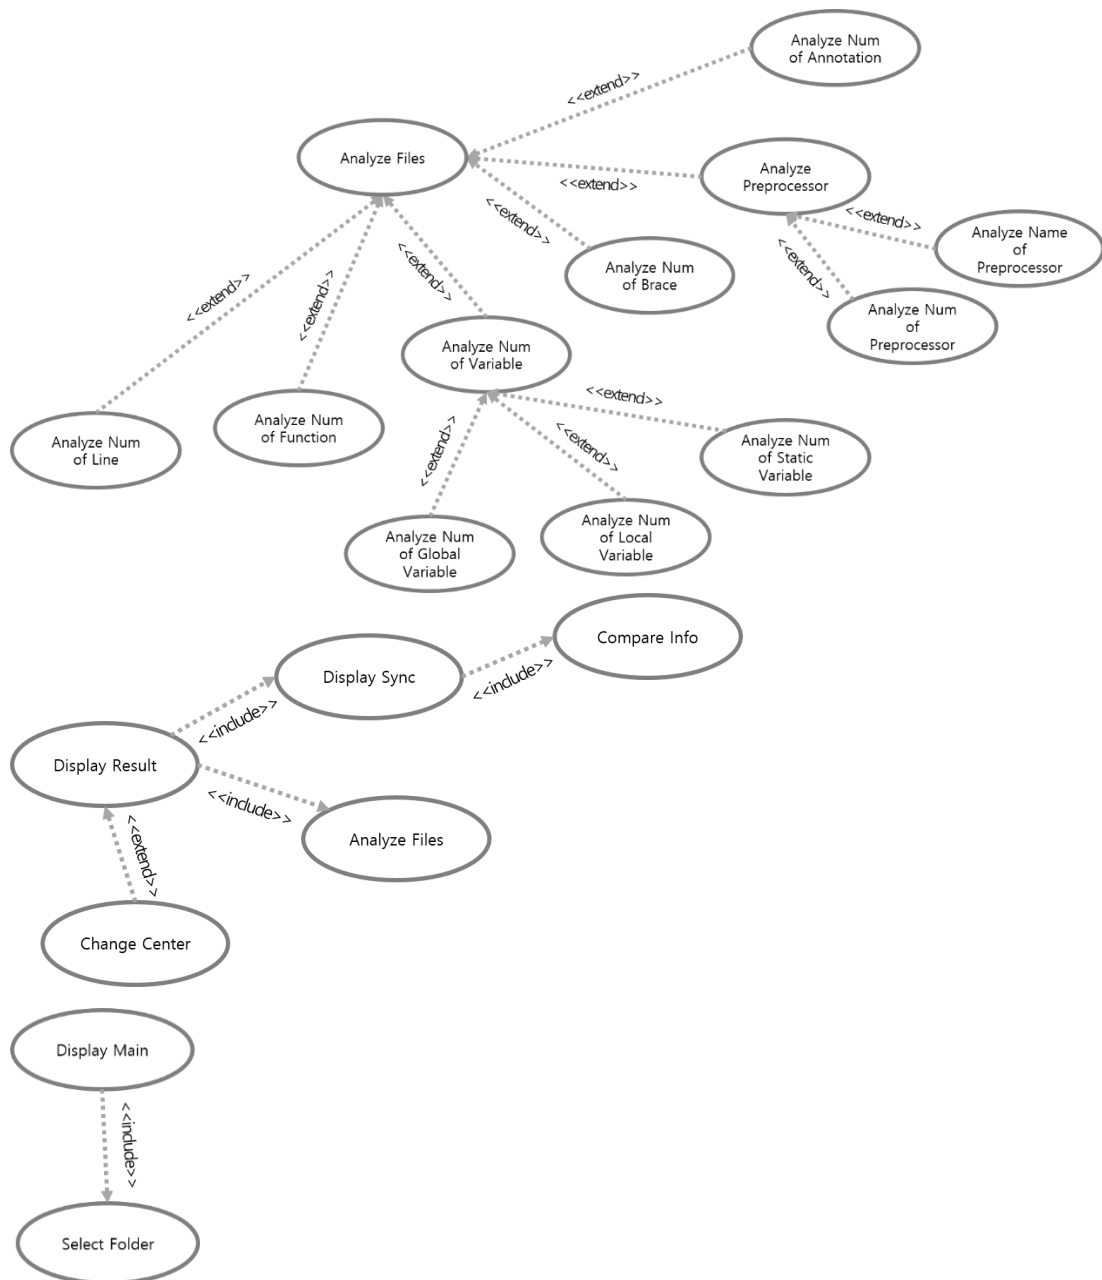 Analyze Num
of Annotation
<<extend>>
Analyze Files
Analyze
Preprocessor
<<extend>>
<<extend>>
<<extend>>
Analyze Name
of
Preprocessor
<<extend>>
<<extend>>
Analyze Num
of Brace
<<extend>>
<<extend>>
Analyze Num
of
Preprocessor
<<extend>>
Analyze Num
of Variable
<<extend>>
Analyze Num
of Function
Analyze Num
of Line
<<extend>>
<<extend>>
Analyze Num
of Static
Variable
Analyze Num
of Global
Variable
Analyze Num
of Local
Variable
Compare Info
Display Sync
<<include>>
<<include>>
Display Result
<<include>>
Analyze Files
<<extend>>
Change Center
Display Main
<<include>>
Select Folder